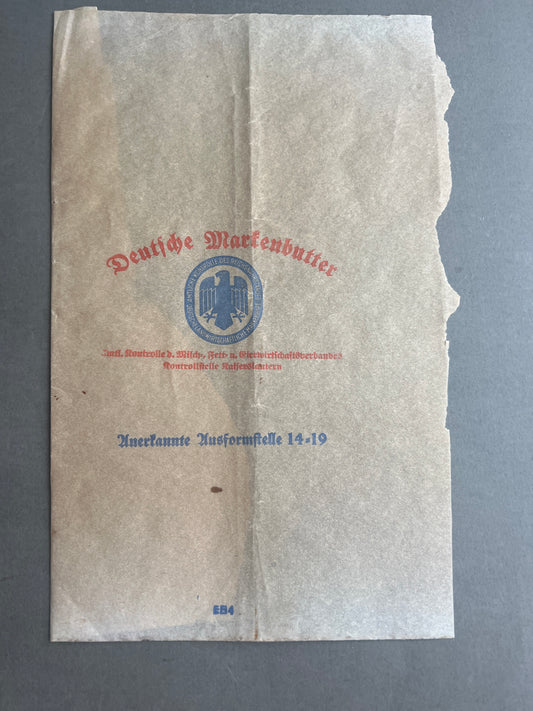 Deutsche Markenbutter
Amtl. Kontrolle d. Milch-, Fett- u. Eierwirtschaftsverbandes
Kontrollstelle Kaiserslautern
Anerkannte Ausformstelle 14-19
EB4